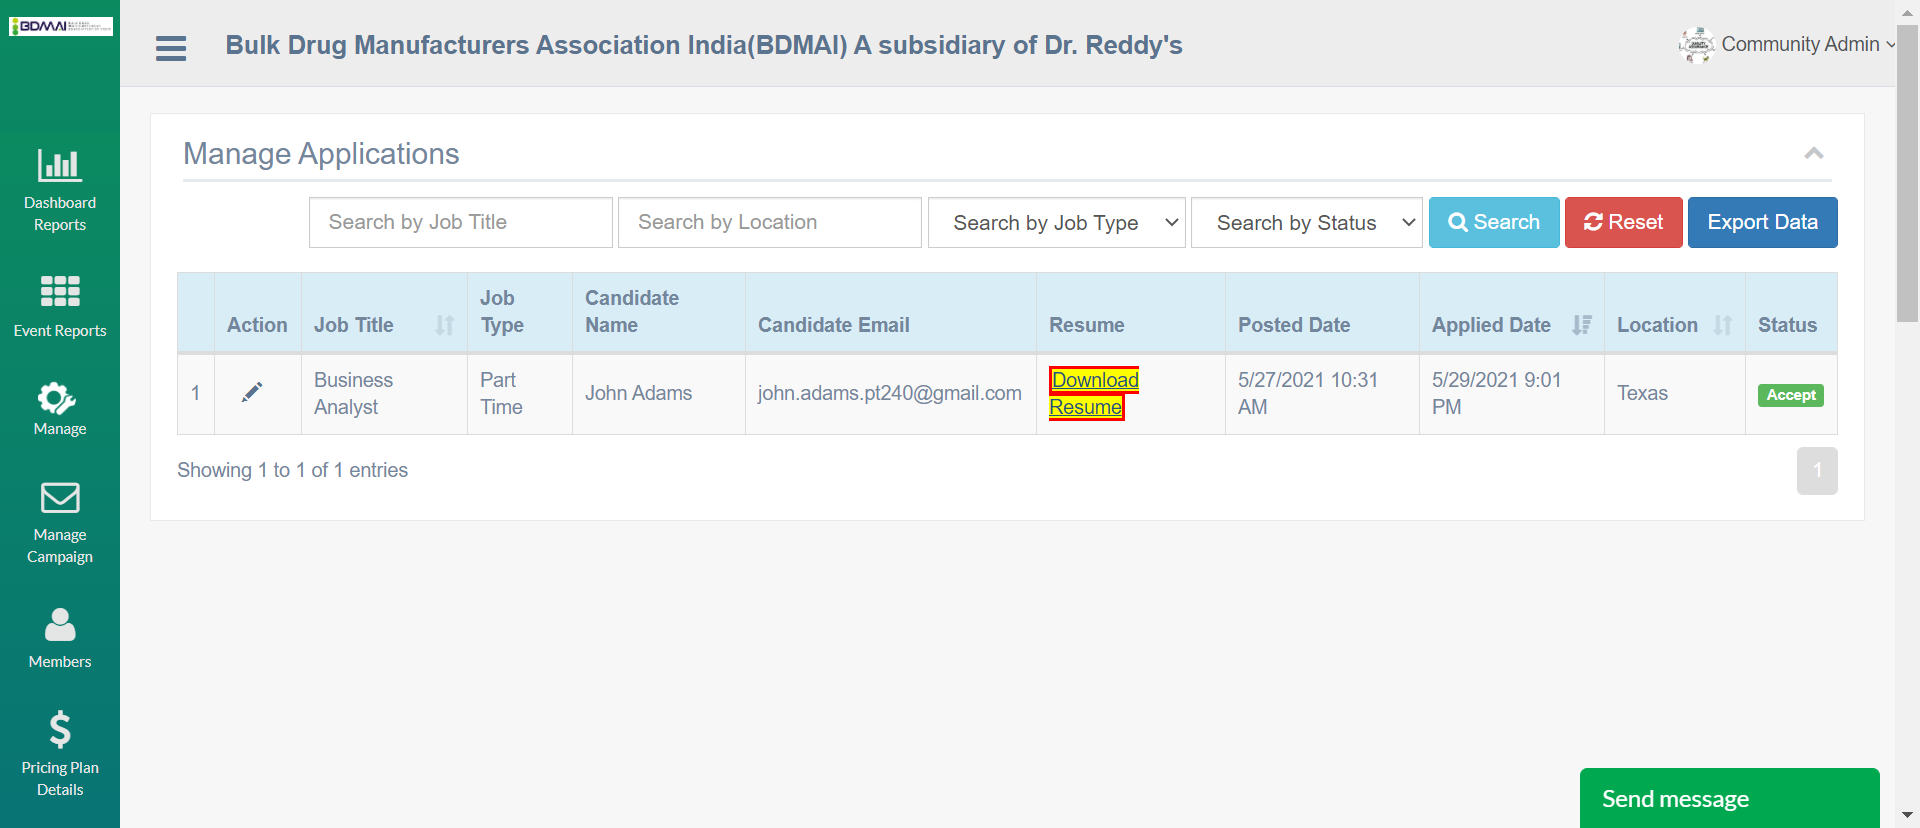 BDMAI
Bulk Drug Manufacturers Association India(BDMAI) A subsidiary of Dr. Reddy's
Community Admin
Dashboard
Reports
Event Reports
Manage
Manage
Campaign
Members
Pricing Plan
Details
Manage Applications
Search by Job Title
Search by Location
Search by Job Type
Search by Status
Search
Reset
Export Data
Action
Job Title
Job
Type
Candidate
Name
Candidate Email
Resume
Posted Date
Applied Date
Location
Status
1
Business
Analyst
Part
Time
John Adams
john.adams.pt240@gmail.com
Download
Resume
5/27/2021 10:31
AM
5/29/2021 9:01
PM
Texas
Accept
Showing 1 to 1 of 1 entries
1
Send message